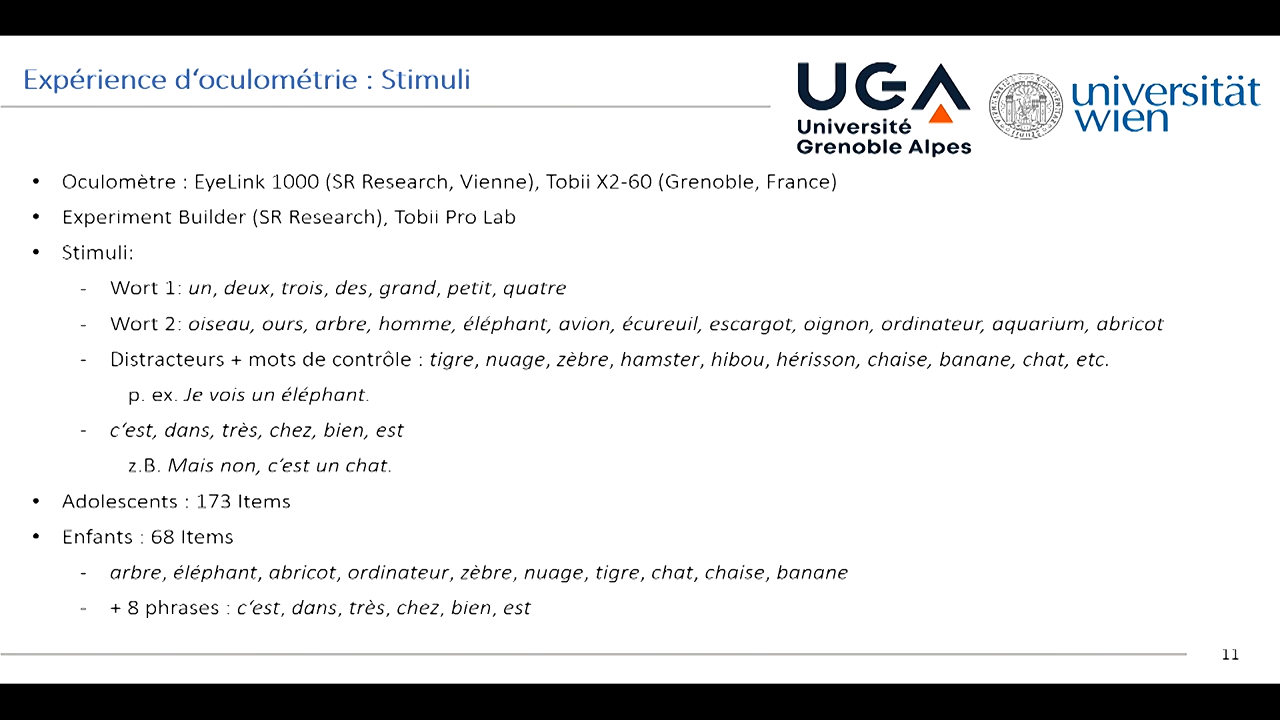 Expérience d‘oculométrie : Stimuli
UGA
Université
Grenoble Alpes
universität
wien
• Oculomètre : EyeLink 1000 (SR Research, Vienne), Tobii X2-60 (Grenoble, France)
• Experiment Builder (SR Research), Tobii Pro Lab
• Stimuli:
- Wort 1: un, deux, trois, des, grand, petit, quatre
- Wort 2: oiseau, ours, arbre, homme, éléphant, avion, écureuil, escargot, oignon, ordinateur, aquarium, abricot
- Distracteurs + mots de contrôle : tigre, nuage, zèbre, hamster, hibou, hérisson, chaise, banane, chat, etc.
p. ex. Je vois un éléphant.
- c‘est, dans, très, chez, bien, est
z.B. Mais non, c’est un chat.
• Adolescents : 173 Items
• Enfants : 68 Items
- arbre, éléphant, abricot, ordinateur, zèbre, nuage, tigre, chat, chaise, banane
- + 8 phrases : c‘est, dans, très, chez, bien, est
11